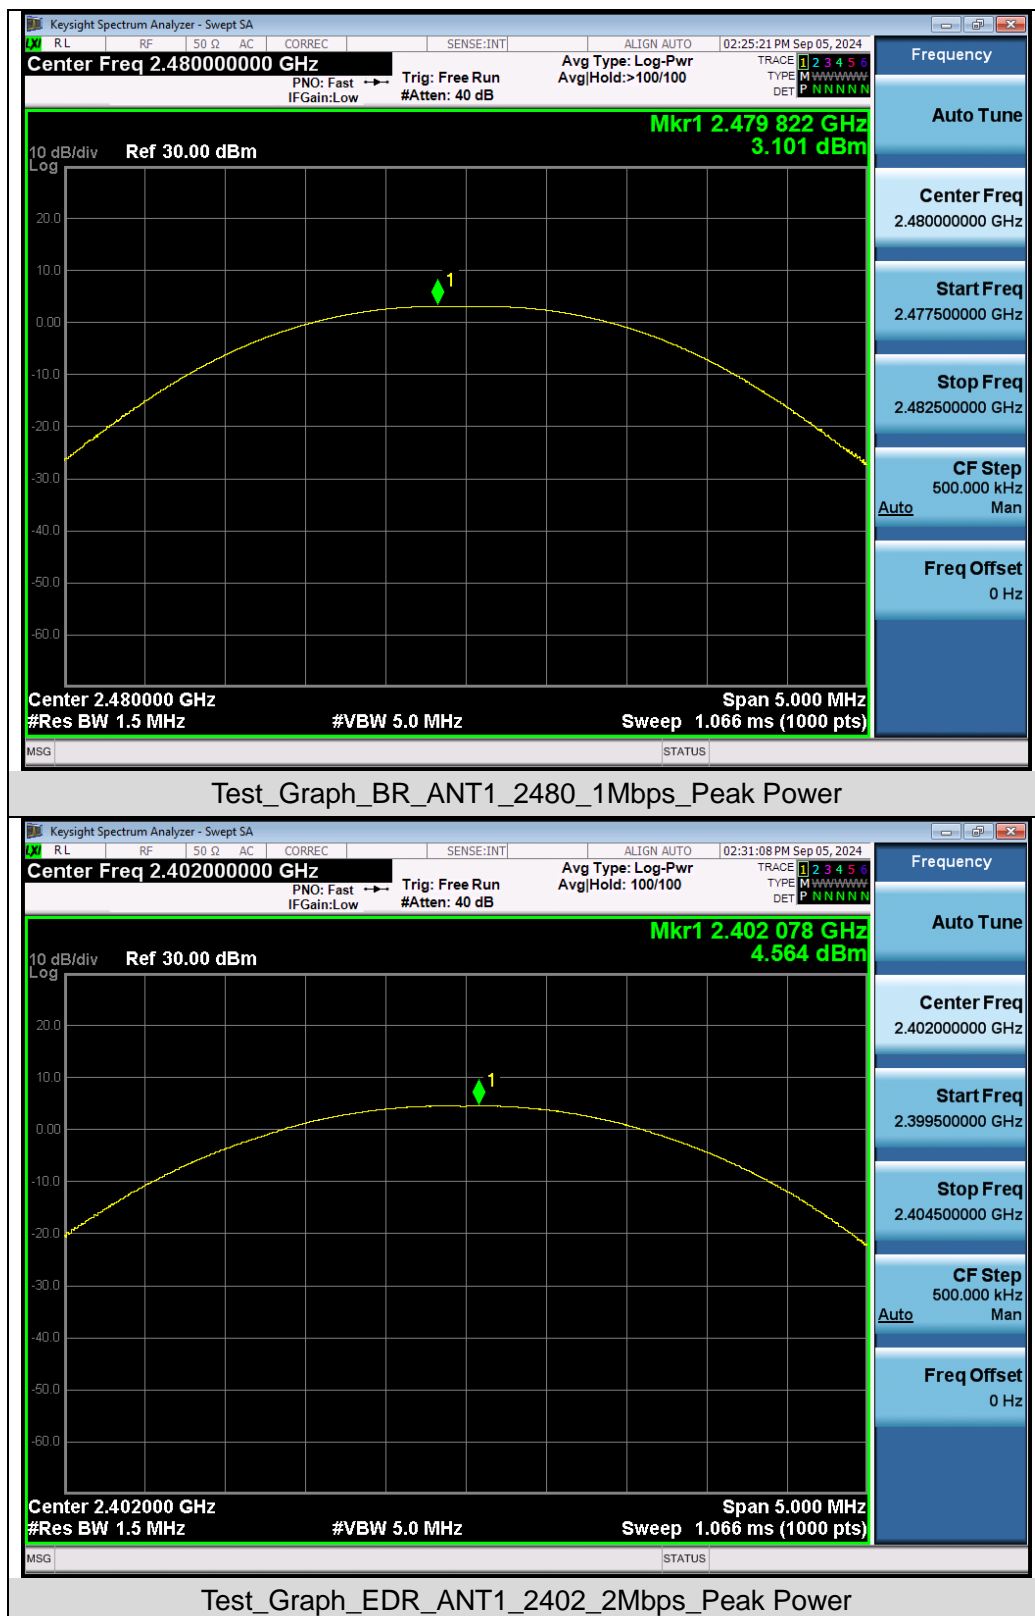 Keysight Spectrum Analyzer - Swept SA
LXI RL RF 50 Ω AC CORREC SENSE:INT ALIGN AUTO 02:25:21 PM Sep 05, 2024
Center Freq 2.480000000 GHz
PNO: Fast
IFGain:Low
Trig: Free Run
#Atten: 40 dB
Avg Type: Log-Pwr
Avg|Hold:>100/100
TRACE 1 2 3 4 5 6
TYPE M WWWWW
DET P N N N N N
Mkr1 2.479 822 GHz
3.101 dBm
10 dB/div Ref 30.00 dBm
Log
20.0
10.0
0.00
-10.0
-20.0
-30.0
-40.0
-50.0
-60.0
1
Center 2.480000 GHz Span 5.000 MHz
#Res BW 1.5 MHz #VBW 5.0 MHz Sweep 1.066 ms (1000 pts)
MSG STATUS
Frequency
Auto Tune
Center Freq
2.480000000 GHz
Start Freq
2.477500000 GHz
Stop Freq
2.482500000 GHz
CF Step
500.000 kHz
Auto Man
Freq Offset
0 Hz
Test_Graph_BR_ANT1_2480_1Mbps_Peak Power
Keysight Spectrum Analyzer - Swept SA
LXI RL RF 50 Ω AC CORREC SENSE:INT ALIGN AUTO 02:31:08 PM Sep 05, 2024
Center Freq 2.402000000 GHz
PNO: Fast
IFGain:Low
Trig: Free Run
#Atten: 40 dB
Avg Type: Log-Pwr
Avg|Hold: 100/100
TRACE 1 2 3 4 5 6
TYPE M WWWWW
DET P N N N N N
Mkr1 2.402 078 GHz
4.564 dBm
10 dB/div Ref 30.00 dBm
Log
20.0
10.0
0.00
-10.0
-20.0
-30.0
-40.0
-50.0
-60.0
1
Center 2.402000 GHz Span 5.000 MHz
#Res BW 1.5 MHz #VBW 5.0 MHz Sweep 1.066 ms (1000 pts)
MSG STATUS
Frequency
Auto Tune
Center Freq
2.402000000 GHz
Start Freq
2.399500000 GHz
Stop Freq
2.404500000 GHz
CF Step
500.000 kHz
Auto Man
Freq Offset
0 Hz
Test_Graph_EDR_ANT1_2402_2Mbps_Peak Power